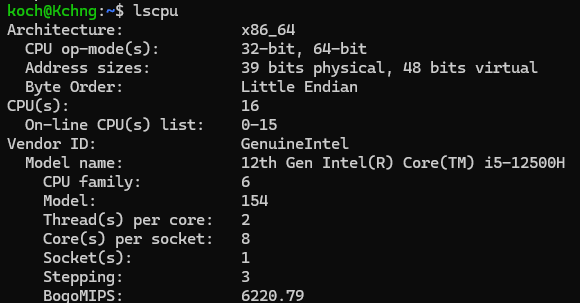 koch@Kchng:~$ lscpu
Architecture:            x86_64
  CPU op-mode(s):        32-bit, 64-bit
  Address sizes:         39 bits physical, 48 bits virtual
  Byte Order:            Little Endian
CPU(s):                  16
  On-line CPU(s) list:   0-15
Vendor ID:               GenuineIntel
  Model name:            12th Gen Intel(R) Core(TM) i5-12500H
    CPU family:          6
    Model:               154
    Thread(s) per core:  2
    Core(s) per socket:  8
    Socket(s):           1
    Stepping:            3
    BogoMIPS:            6220.79